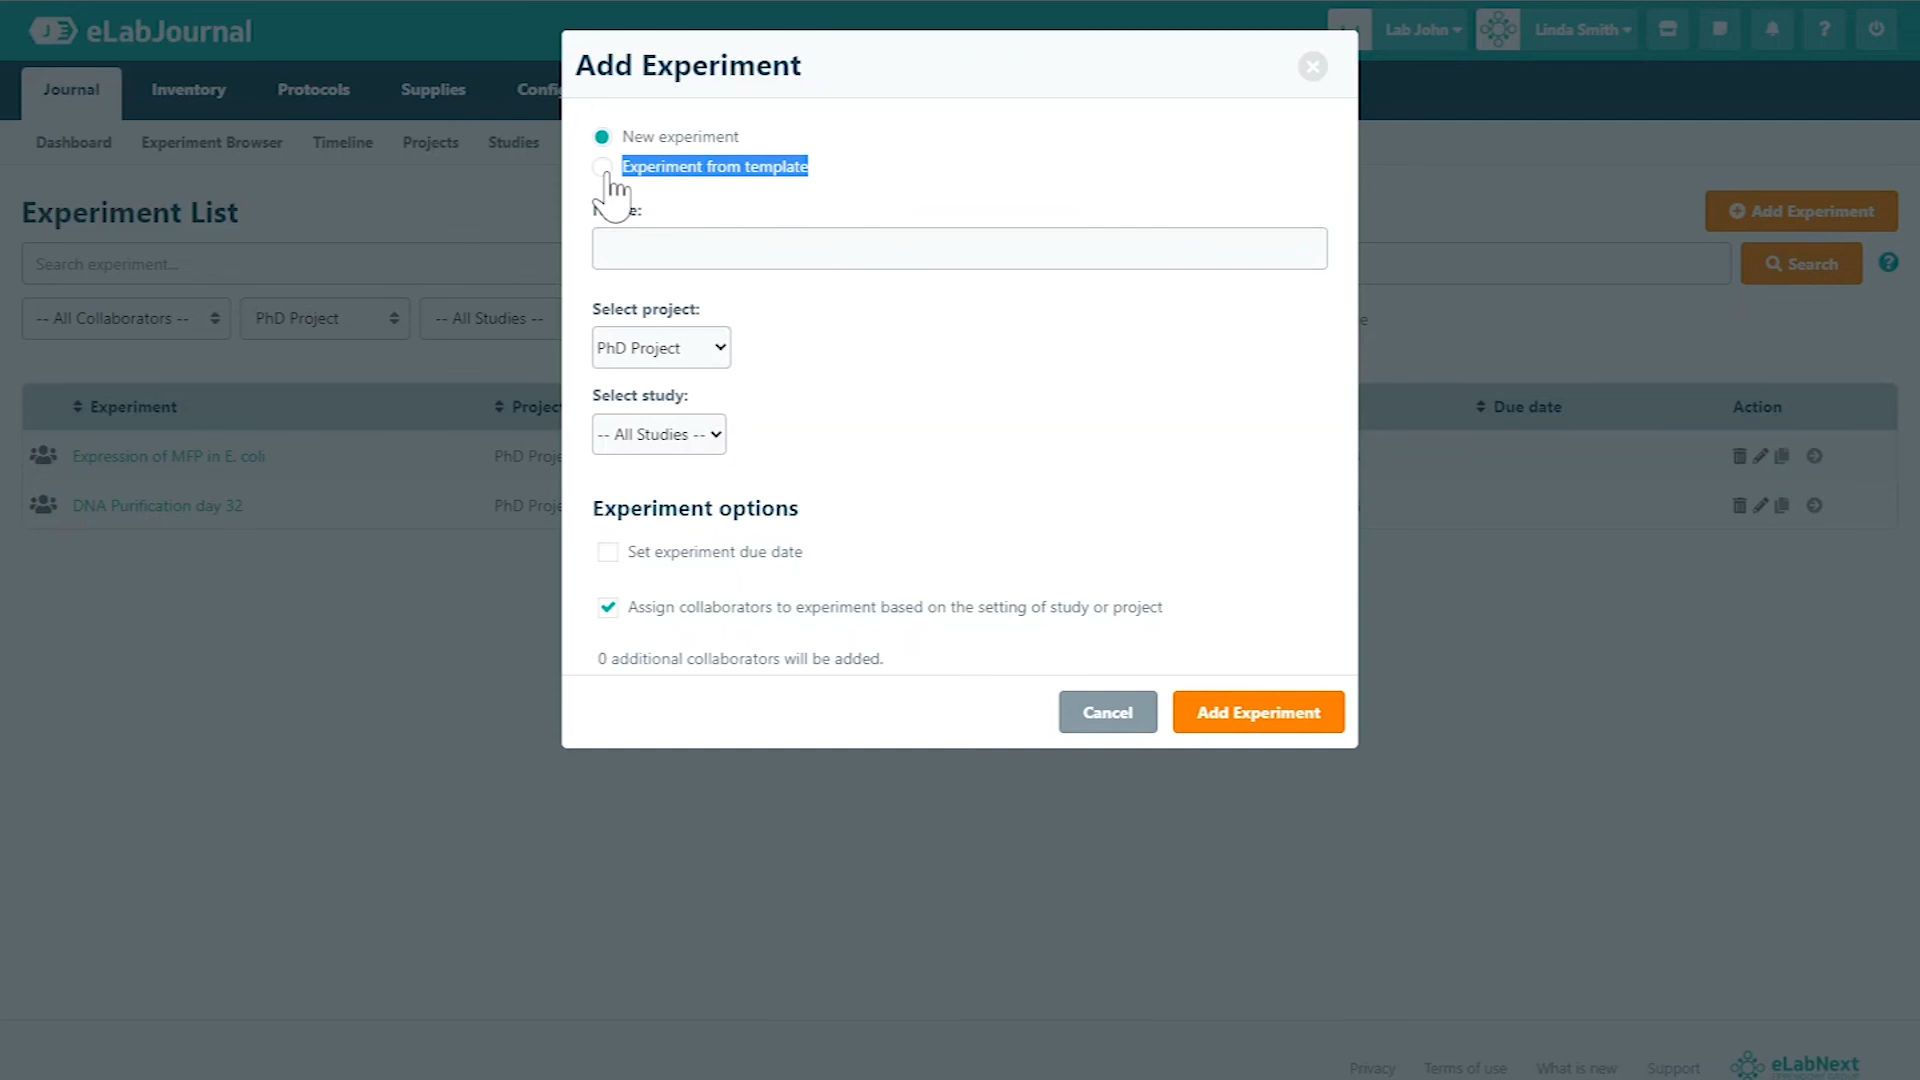 eLabJournal
Lab John
Linda Smith
?
Journal
Inventory
Protocols
Supplies
Dashboard
Experiment Browser
Timeline
Projects
Studies
Experiment List
Add Experiment
Search experiment...
Search
?
-- All Collaborators --
PhD Project
-- All Studies --
Experiment
Due date
Action
Expression of MFP in E. coli
PhD
DNA Purification day 32
PhD
Add Experiment
New experiment
Experiment from template
Select project:
PhD Project
Select study:
-- All Studies --
Experiment options
Set experiment due date
Assign collaborators to experiment based on the setting of study or project
0 additional collaborators will be added.
Cancel
Add Experiment
Privacy
Terms of use
What is new
Support
eLabNext